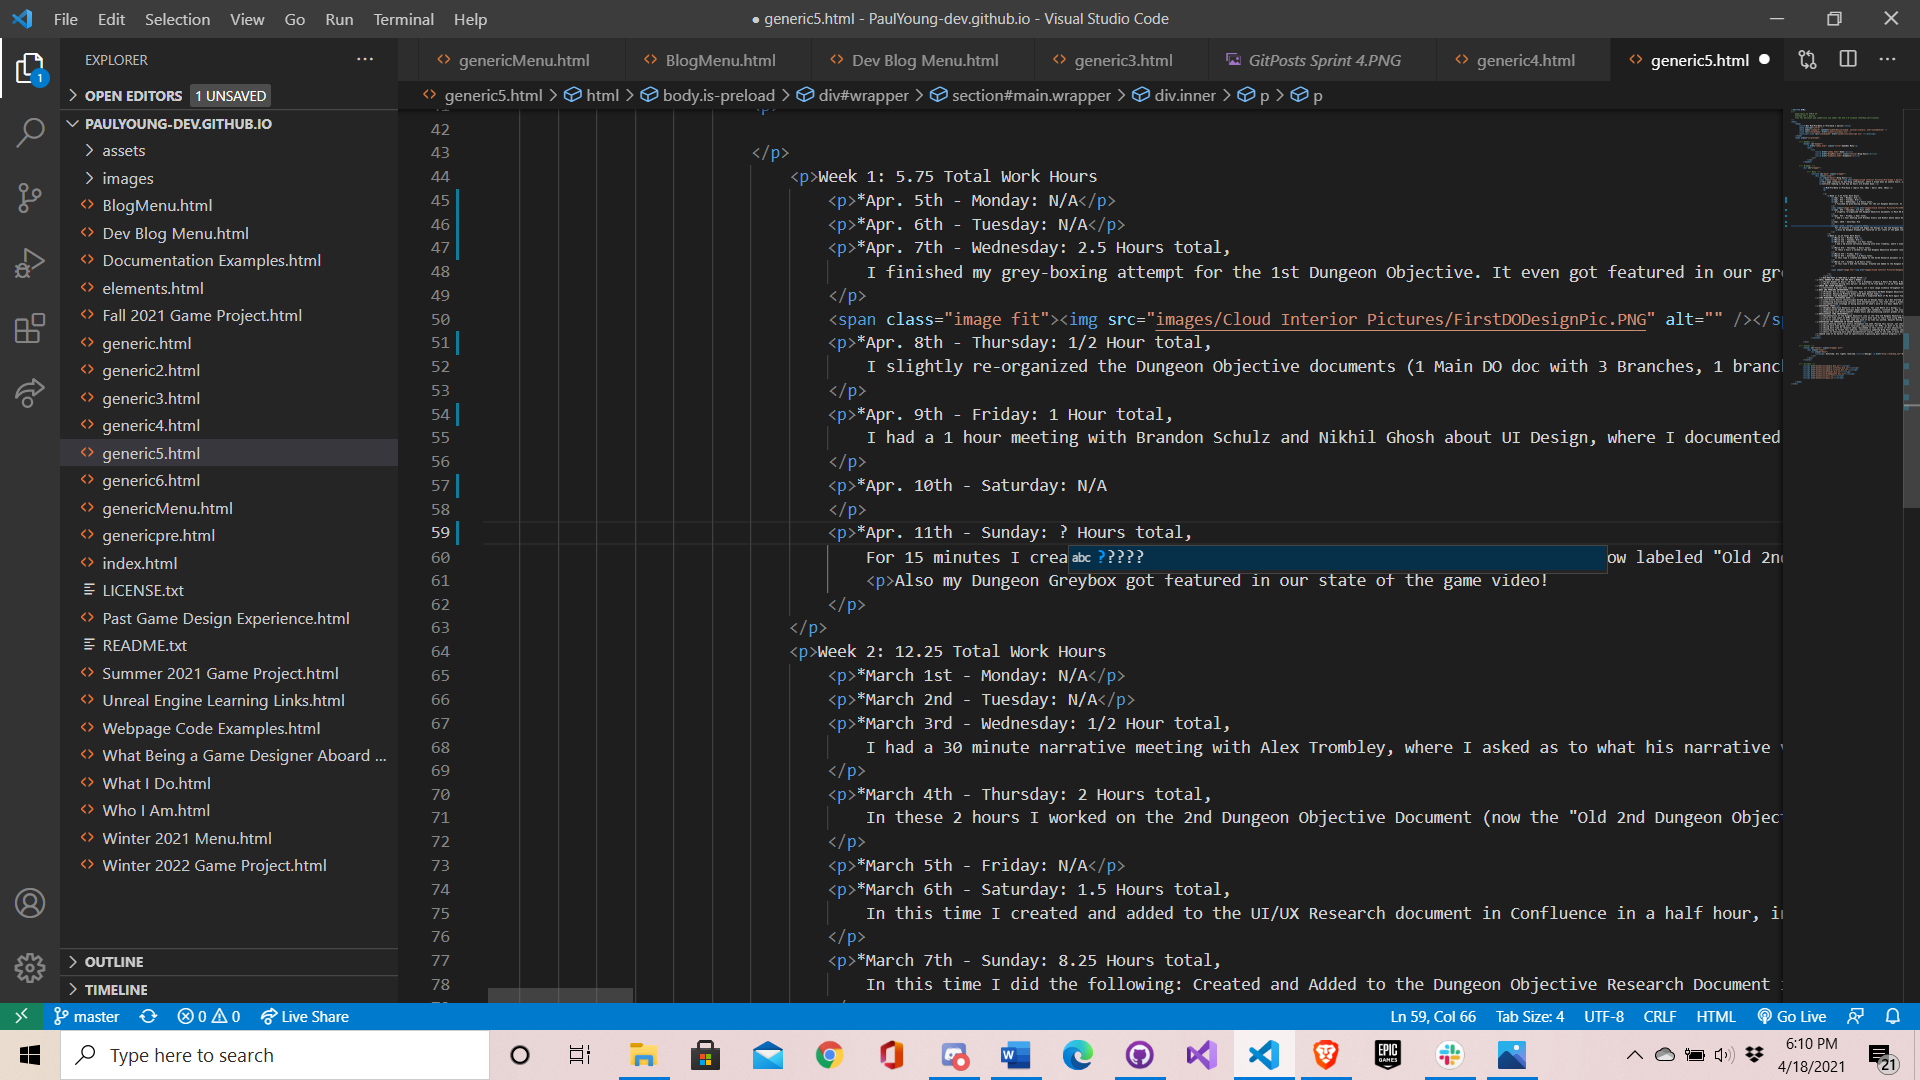 File Edit Selection View Go Run Terminal Help
● generic5.html - PaulYoung-dev.github.io - Visual Studio Code
EXPLORER
genericMenu.html BlogMenu.html Dev Blog Menu.html generic3.html GitPosts Sprint 4.PNG generic4.html generic5.html ●
generic5.html > html > body.is-preload > div#wrapper > section#main.wrapper > div.inner > p > p
1
OPEN EDITORS 1 UNSAVED
PAULYOUNG-DEV.GITHUB.IO
assets
images
BlogMenu.html
Dev Blog Menu.html
Documentation Examples.html
elements.html
Fall 2021 Game Project.html
generic.html
generic2.html
generic3.html
generic4.html
generic5.html
generic6.html
genericMenu.html
genericpre.html
index.html
LICENSE.txt
Past Game Design Experience.html
README.txt
Summer 2021 Game Project.html
Unreal Engine Learning Links.html
Webpage Code Examples.html
What Being a Game Designer Aboard ...
What I Do.html
Who I Am.html
Winter 2021 Menu.html
Winter 2022 Game Project.html
OUTLINE
TIMELINE
42
43 </p>
44 <p>Week 1: 5.75 Total Work Hours
45 <p>*Apr. 5th - Monday: N/A</p>
46 <p>*Apr. 6th - Tuesday: N/A</p>
47 <p>*Apr. 7th - Wednesday: 2.5 Hours total,
48 I finished my grey-boxing attempt for the 1st Dungeon Objective. It even got featured in our gr
49 </p>
50 <span class="image fit"><img src="images/Cloud Interior Pictures/FirstDODesignPic.PNG" alt="" /></s
51 <p>*Apr. 8th - Thursday: 1/2 Hour total,
52 I slightly re-organized the Dungeon Objective documents (1 Main DO doc with 3 Branches, 1 branc
53 </p>
54 <p>*Apr. 9th - Friday: 1 Hour total,
55 I had a 1 hour meeting with Brandon Schulz and Nikhil Ghosh about UI Design, where I documented
56 </p>
57 <p>*Apr. 10th - Saturday: N/A
58 </p>
59 <p>*Apr. 11th - Sunday: ? Hours total,
60 For 15 minutes I crea abc ????? ow labeled "Old 2n
61 <p>Also my Dungeon Greybox got featured in our state of the game video!
62 </p>
63 </p>
64 <p>Week 2: 12.25 Total Work Hours
65 <p>*March 1st - Monday: N/A</p>
66 <p>*March 2nd - Tuesday: N/A</p>
67 <p>*March 3rd - Wednesday: 1/2 Hour total,
68 I had a 30 minute narrative meeting with Alex Trombley, where I asked as to what his narrative
69 </p>
70 <p>*March 4th - Thursday: 2 Hours total,
71 In these 2 hours I worked on the 2nd Dungeon Objective Document (now the "Old 2nd Dungeon Objec
72 </p>
73 <p>*March 5th - Friday: N/A</p>
74 <p>*March 6th - Saturday: 1.5 Hours total,
75 In this time I created and added to the UI/UX Research document in Confluence in a half hour, i
76 </p>
77 <p>*March 7th - Sunday: 8.25 Hours total,
78 In this time I did the following: Created and Added to the Dungeon Objective Research Document
master 0 0 Live Share Ln 59, Col 66 Tab Size: 4 UTF-8 CRLF HTML Go Live
Type here to search
EPIC GAMES
6:10 PM
4/18/2021
21